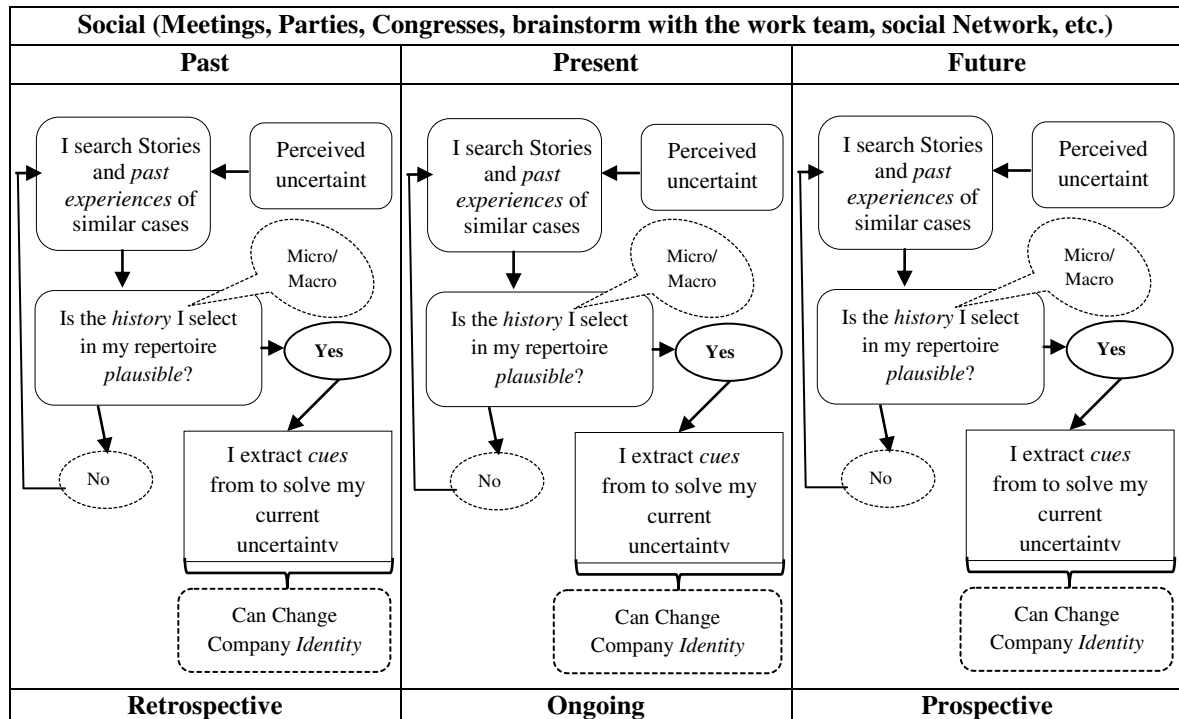 Social (Meetings, Parties, Congresses, brainstorm with the work team, social Network, etc.)
Past
Present
Future
I search Stories
and past
experiences of
similar cases
Perceived
uncertaint
Micro/
Macro
Is the history I select
in my repertoire
plausible?
Yes
No
I extract cues
from to solve my
current
uncertainty
Can Change
Company Identity
I search Stories
and past
experiences of
similar cases
Perceived
uncertaint
Micro/
Macro
Is the history I select
in my repertoire
plausible?
Yes
No
I extract cues
from to solve my
current
uncertainty
Can Change
Company Identity
I search Stories
and past
experiences of
similar cases
Perceived
uncertaint
Micro/
Macro
Is the history I select
in my repertoire
plausible?
Yes
No
I extract cues
from to solve my
current
uncertainty
Can Change
Company Identity
Retrospective
Ongoing
Prospective